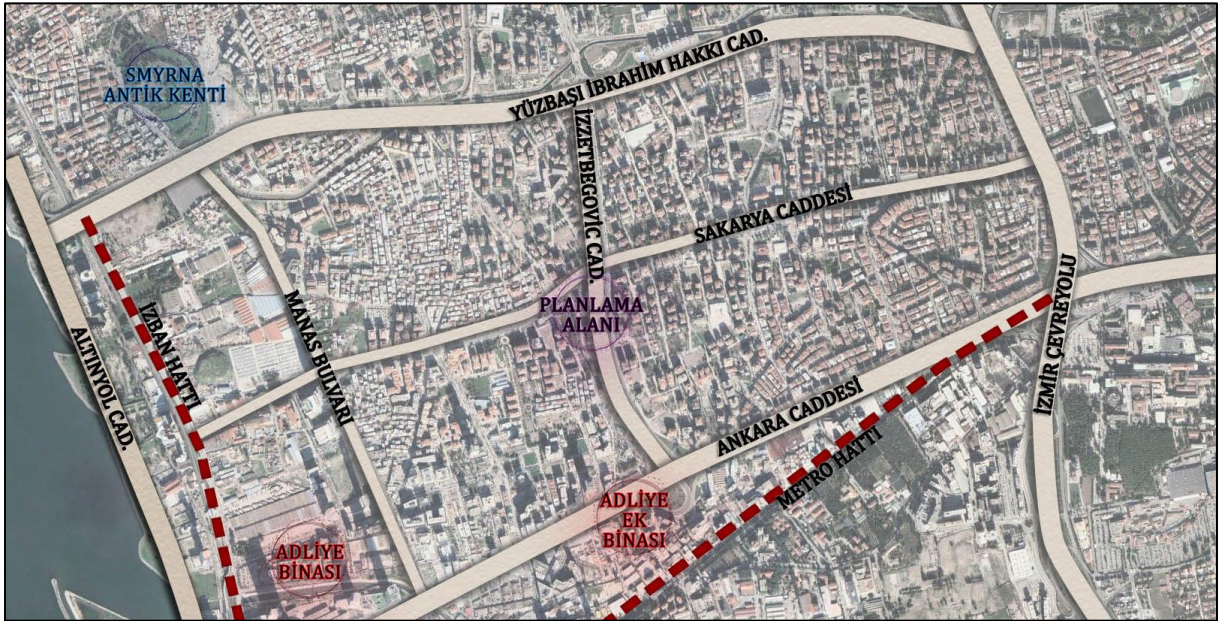 SMYRNA
ANTİK KENTİ
YÜZBAŞI İBRAHİM HAKKI CAD.
İZZETBEGOVİÇ CAD.
SAKARYA CADDESİ
PLANLAMA
ALANI
İZBAN HATTI
MANAS BULVARI
ALTINYOL CAD.
İZMİR ÇEVREYOLU
ANKARA CADDESİ
METRO HATTI
ADLİYE
EK
BİNASI
ADLİYE
BİNASI